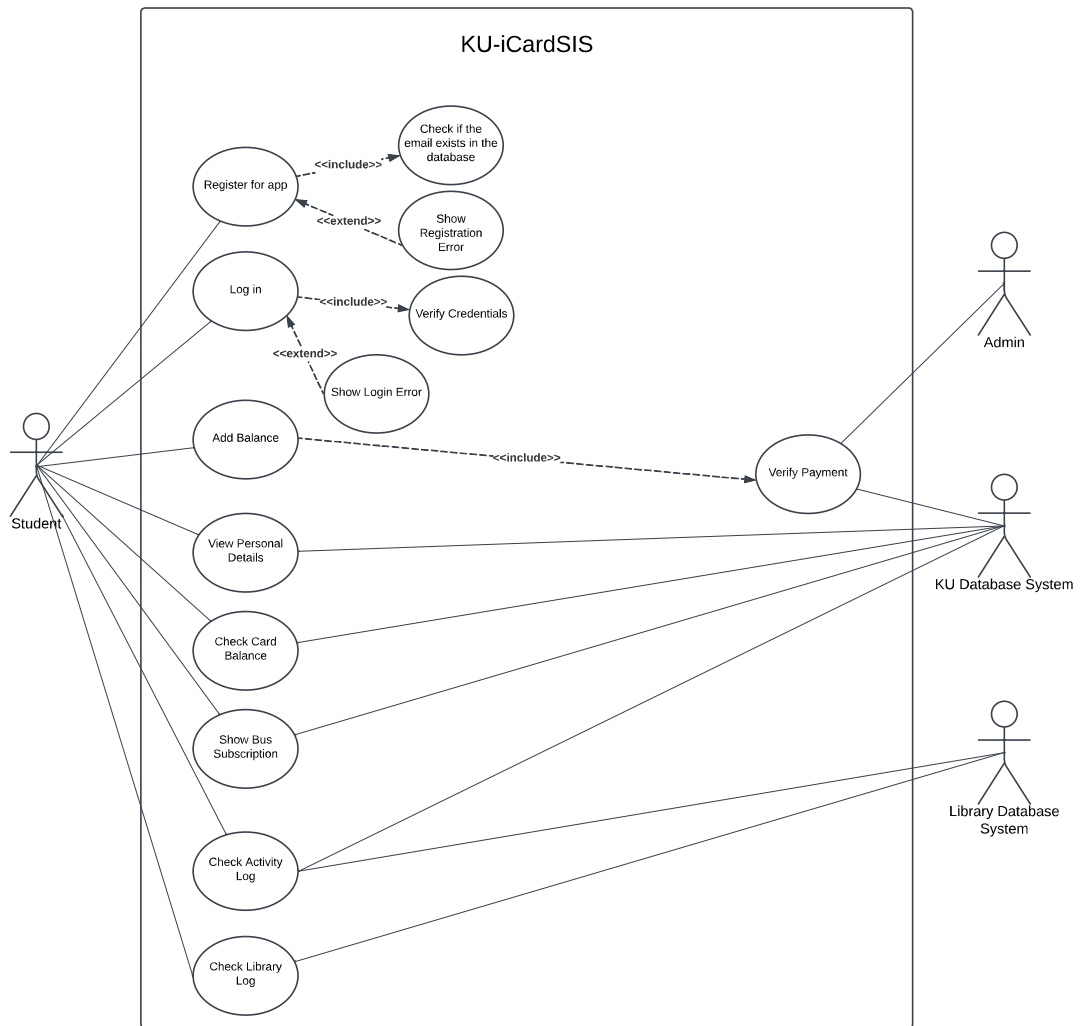 KU-iCardSIS
Check if the
email exists in the
database
<<include>>
Register for app
<<extend>>
Show
Registration
Error
Log in
<<include>>
Verify Credentials
<<extend>>
Show Login Error
Admin
Add Balance
<<include>>
Verify Payment
Student
View Personal
Details
KU Database System
Check Card
Balance
Show Bus
Subscription
Library Database
System
Check Activity
Log
Check Library
Log